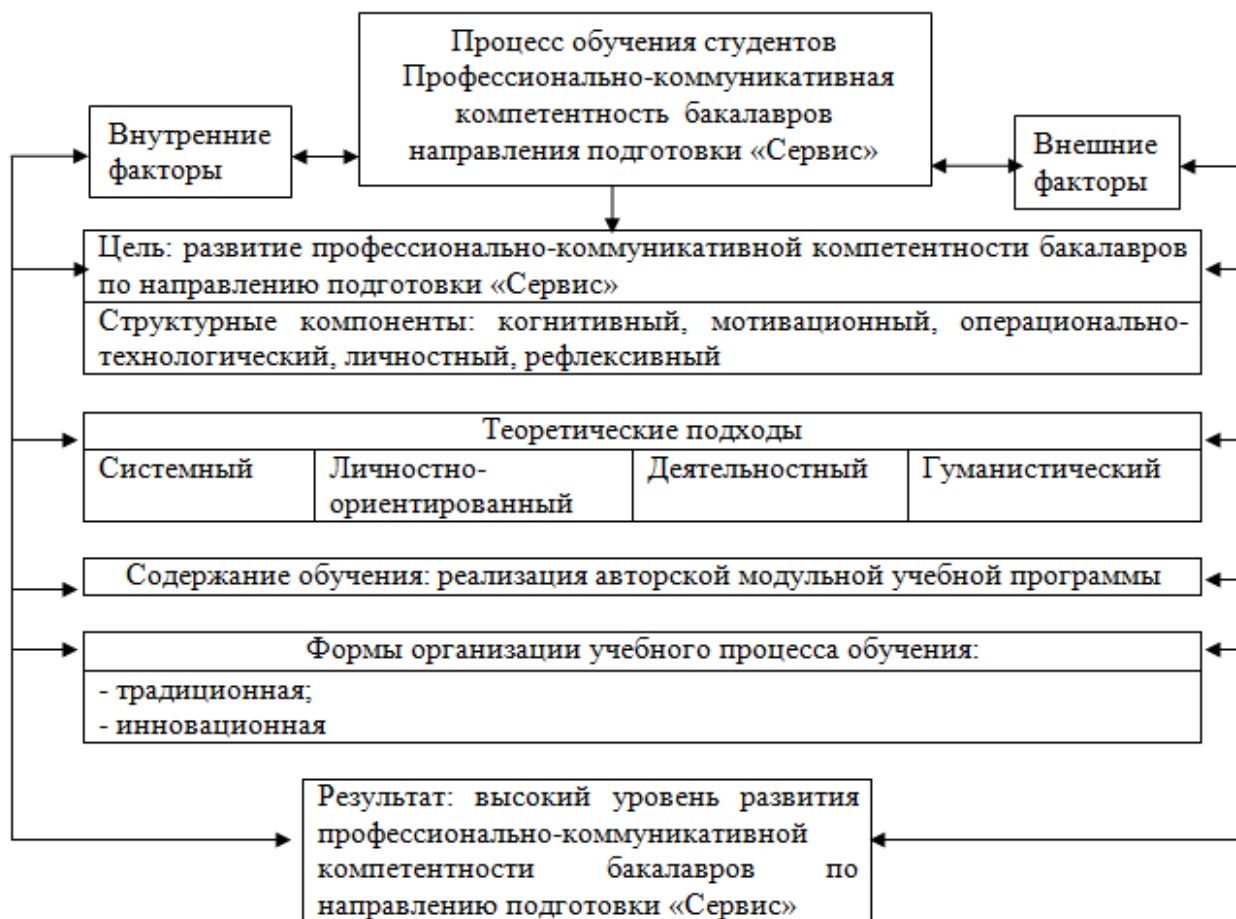 Процесс обучения студентов
Профессионально-коммуникативная
компетентность бакалавров
направления подготовки «Сервис»
Внутренние
факторы
Внешние
факторы
Цель: развитие профессионально-коммуникативной компетентности бакалавров
по направлению подготовки «Сервис»
Структурные компоненты: когнитивный, мотивационный, операционально-
технологический, личностный, рефлексивный
Теоретические подходы
Системный
Личностно-
ориентированный
Деятельностный
Гуманистический
Содержание обучения: реализация авторской модульной учебной программы
Формы организации учебного процесса обучения:
- традиционная;
- инновационная
Результат: высокий уровень развития
профессионально-коммуникативной
компетентности бакалавров по
направлению подготовки «Сервис»